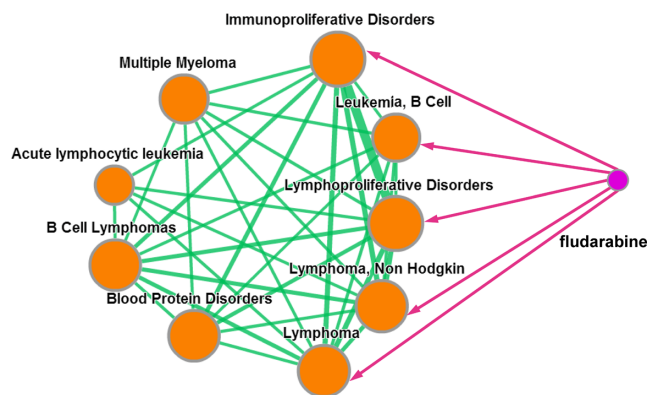 Immunoproliferative Disorders
Multiple Myeloma
Leukemia, B Cell
Acute lymphocytic leukemia
Lymphoproliferative Disorders
B Cell Lymphomas
fludarabine
Lymphoma, Non Hodgkin
Blood Protein Disorders
Lymphoma